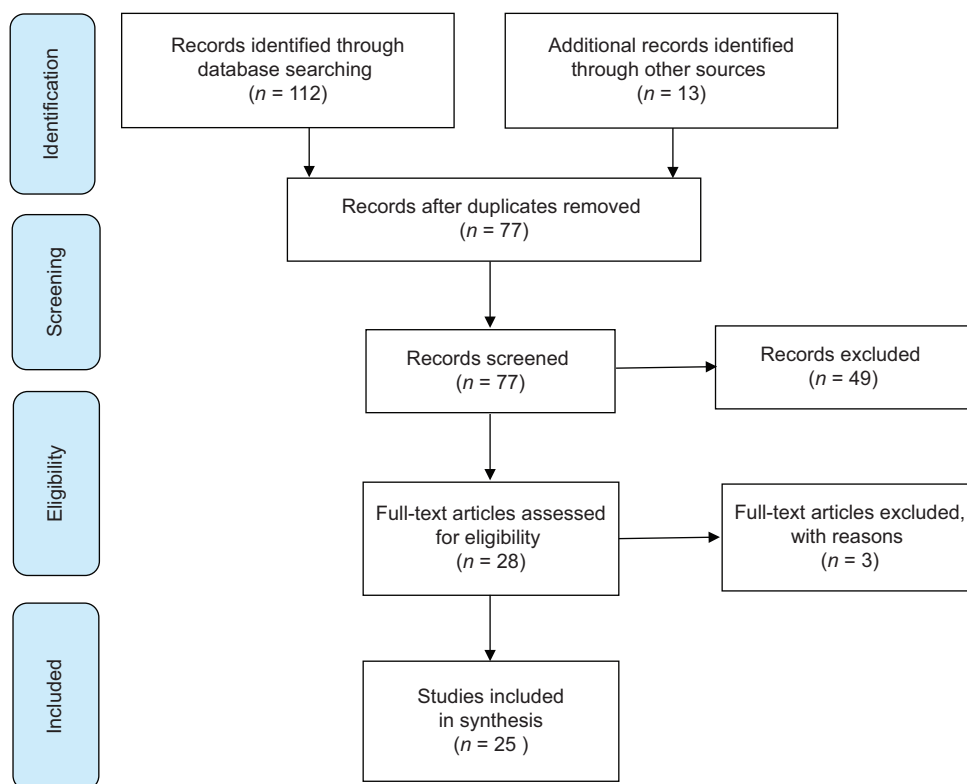 Identification
Records identified through
database searching
(n = 112)
Additional records identified
through other sources
(n = 13)
Records after duplicates removed
(n = 77)
Screening
Records screened
(n = 77)
Records excluded
(n = 49)
Eligibility
Full-text articles assessed
for eligibility
(n = 28)
Full-text articles excluded,
with reasons
(n = 3)
Included
Studies included
in synthesis
(n = 25 )